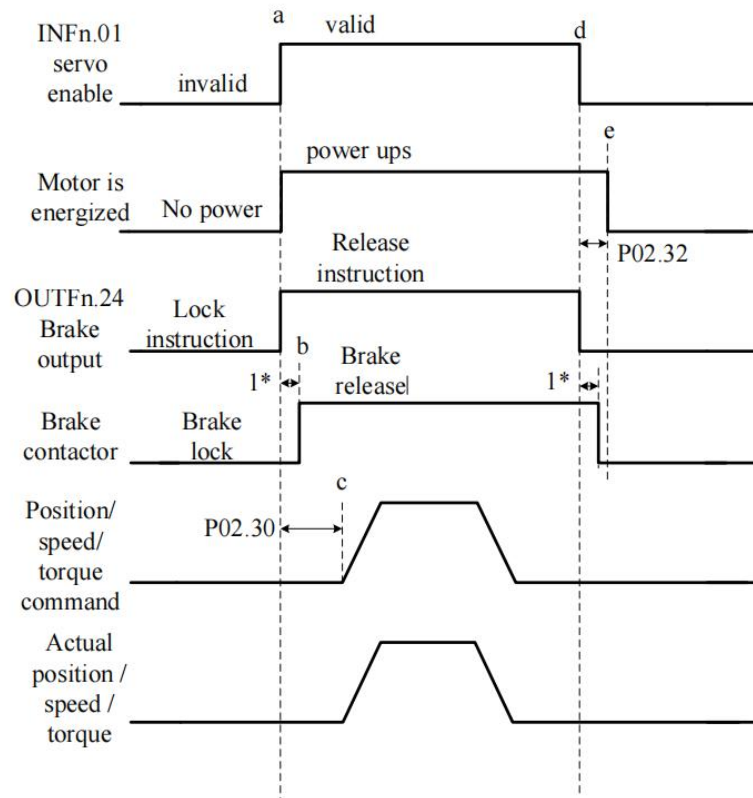 a
INFn.01
servo
enable
invalid
valid
d
e
Motor is
energized
No power
power ups
P02.32
OUTFn.24
Brake
output
Lock
instruction
Release
instruction
b
1*
1*
Brake
contactor
Brake
lock
Brake
release
c
Position/
speed/
torque
command
P02.30
Actual
position /
speed /
torque